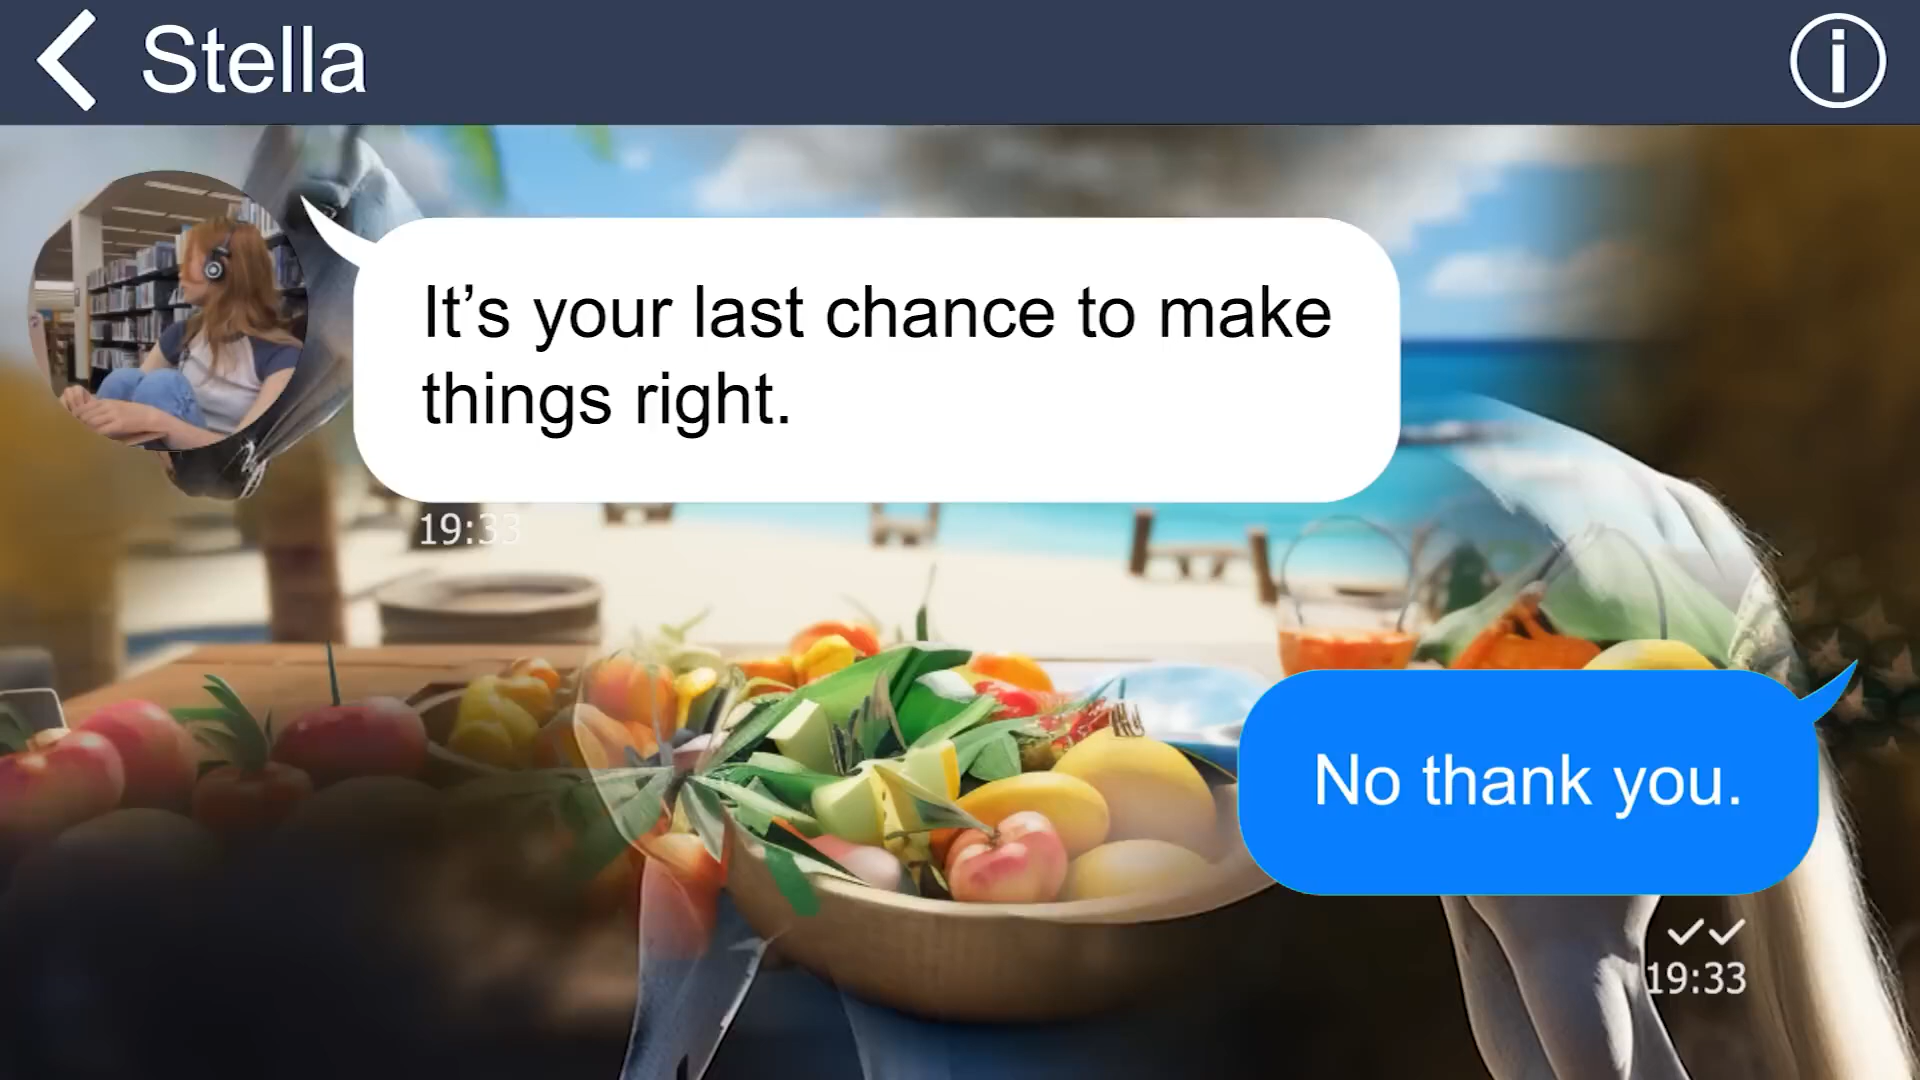 Stella
It’s your last chance to make
things right.
19:33
No thank you.
19:33